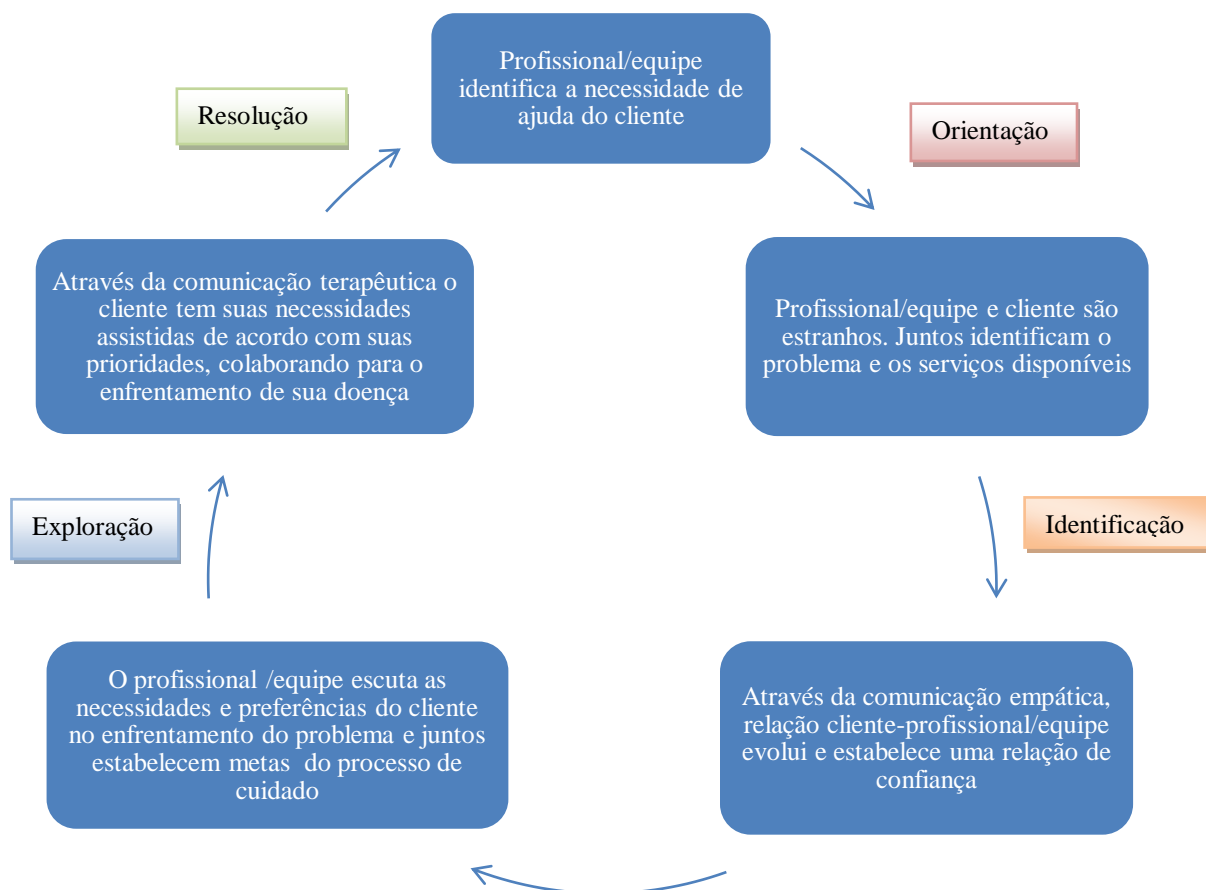 Profissional/equipe
identifica a necessidade de
ajuda do cliente
Resolução
Orientação
Através da comunicação terapêutica o
cliente tem suas necessidades
assistidas de acordo com suas
prioridades, colaborando para o
enfrentamento de sua doença
Profissional/equipe e cliente são
estranhos. Juntos identificam o
problema e os serviços disponíveis
Exploração
Identificação
O profissional /equipe escuta as
necessidades e preferências do cliente
no enfrentamento do problema e juntos
estabelecem metas  do processo de
cuidado
Através da comunicação empática,
relação cliente-profissional/equipe
evolui e estabelece uma relação de
confiança